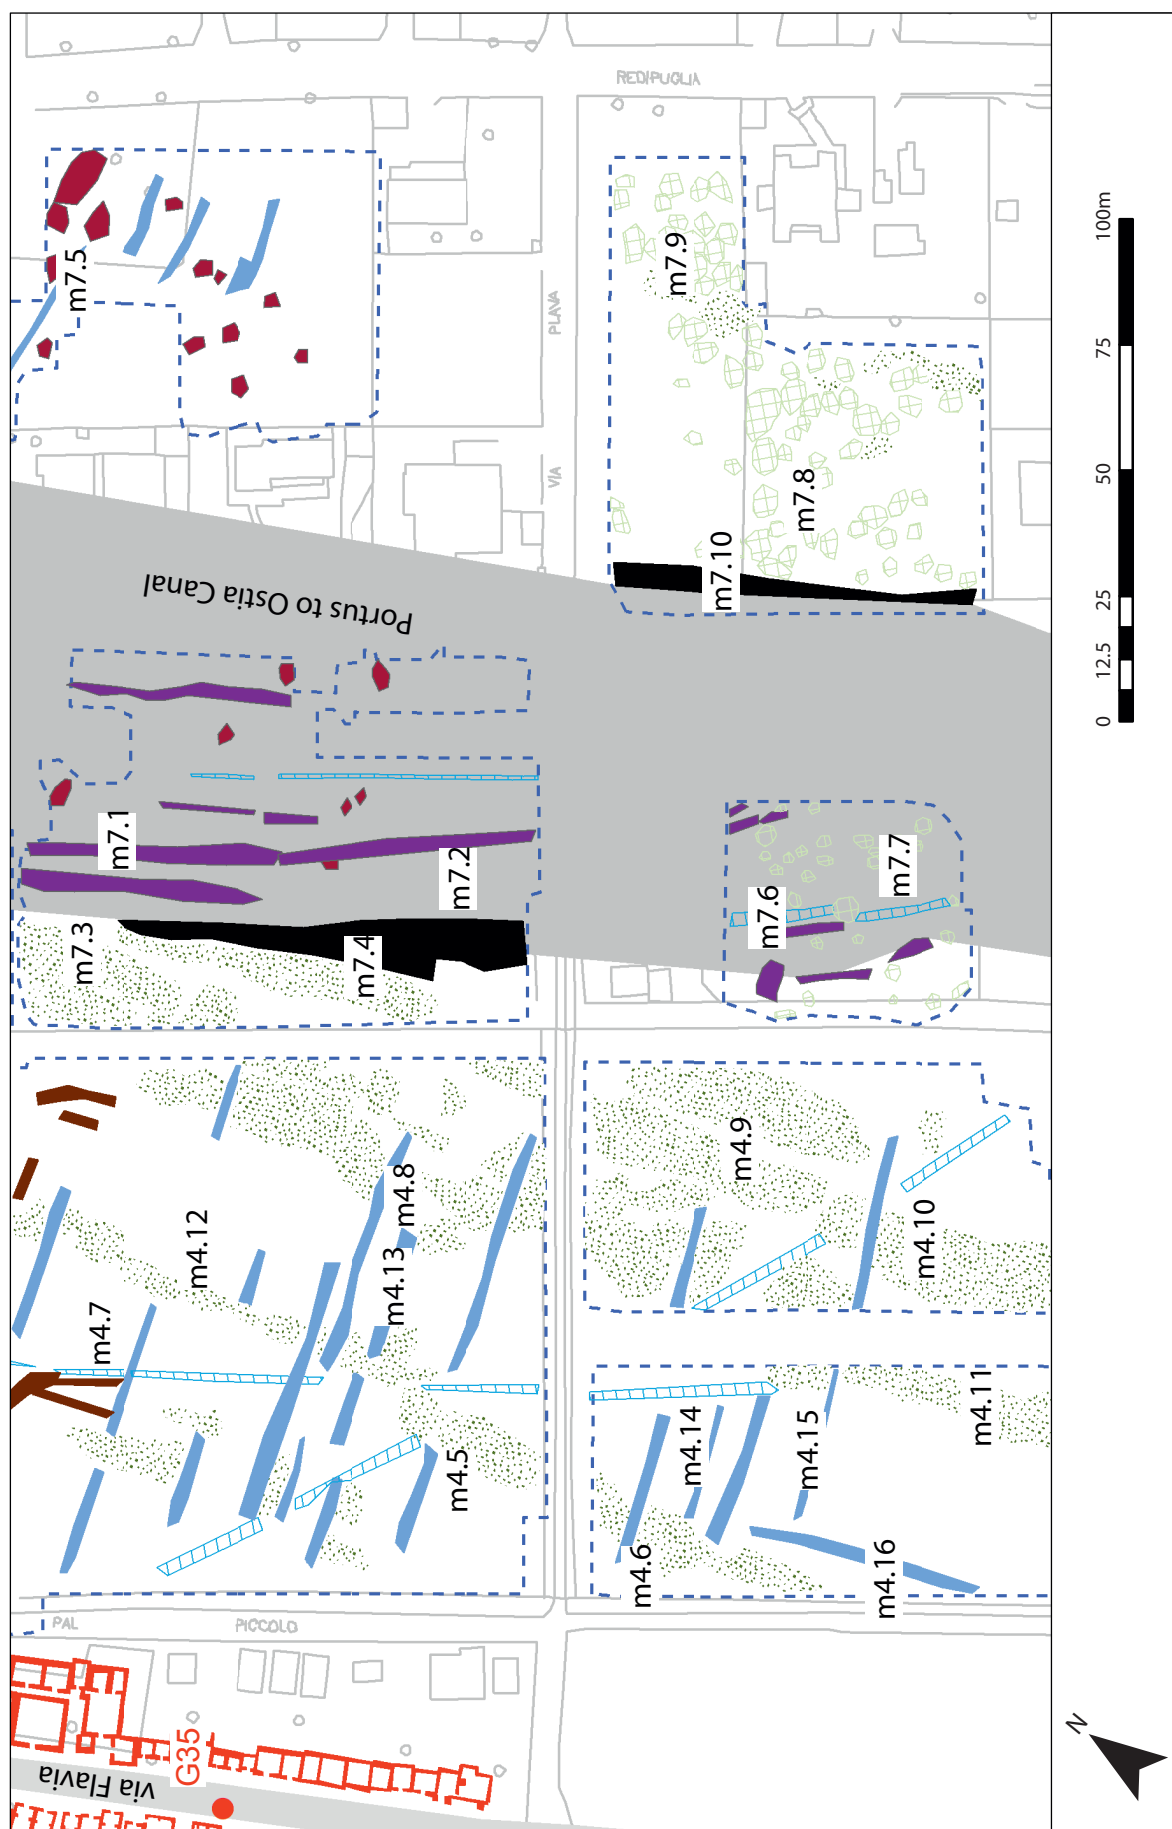 REDIPUGLIA
m7.5
m7.9
PLAVA
VIA
m7.8
m7.10
Portus to Ostia Canal
m7.1
m7.2
m7.3
m7.4
m7.6
m7.7
m4.12
m4.8
m4.13
m4.7
m4.5
m4.9
m4.10
m4.11
m4.14
m4.15
m4.6
m4.16
PAL
PICCOLO
G35
via Flavia
0
12.5
25
50
75
100m
N